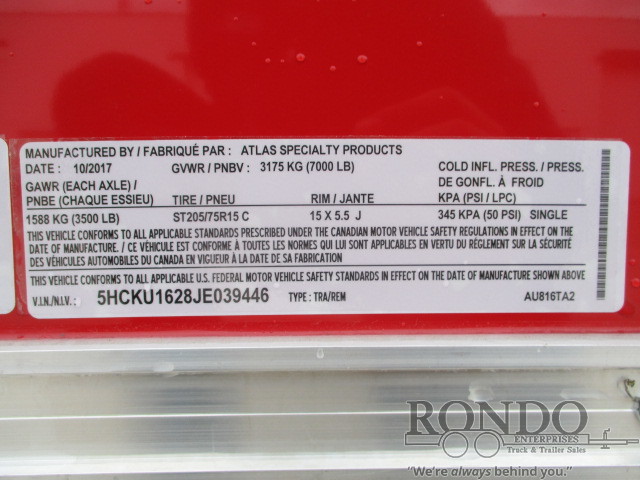 MANUFACTURED BY / FABRIQUÉ PAR : ATLAS SPECIALTY PRODUCTS
DATE : 10/2017 GVWR / PNBV : 3175 KG (7000 LB) COLD INFL. PRESS. / PRESS.
GAWR (EACH AXLE) / DE GONFL. À FROID
PNBE (CHAQUE ESSIEU) TIRE / PNEU RIM / JANTE KPA (PSI / LPC)
1588 KG (3500 LB) ST205/75R15 C 15 X 5.5 J 345 KPA (50 PSI) SINGLE
THIS VEHICLE CONFORMS TO ALL APPLICABLE STANDARDS PRESCRIBED UNDER THE CANADIAN MOTOR VEHICLE SAFETY REGULATIONS IN EFFECT ON THE
DATE OF MANUFACTURE. / CE VÉHICULE EST CONFORME À TOUTES LES NORMES QUI LUI SONT APPLICABLES EN VERTU DU RÈGLEMENT SUR LA SÉCURITÉ
DES VÉHICULES AUTOMOBILES DU CANADA EN VIGUEUR À LA DATE DE SA FABRICATION
THIS VEHICLE CONFORMS TO ALL APPLICABLE U.S. FEDERAL MOTOR VEHICLE SAFETY STANDARDS IN EFFECT ON THE DATE OF MANUFACTURE SHOWN ABOVE.
V.I.N./N.I.V.: 5HCKU1628JE039446 TYPE : TRA/REM AU816TA2
RONDO
ENTERPRISES
Truck & Trailer Sales
"We're always behind you."